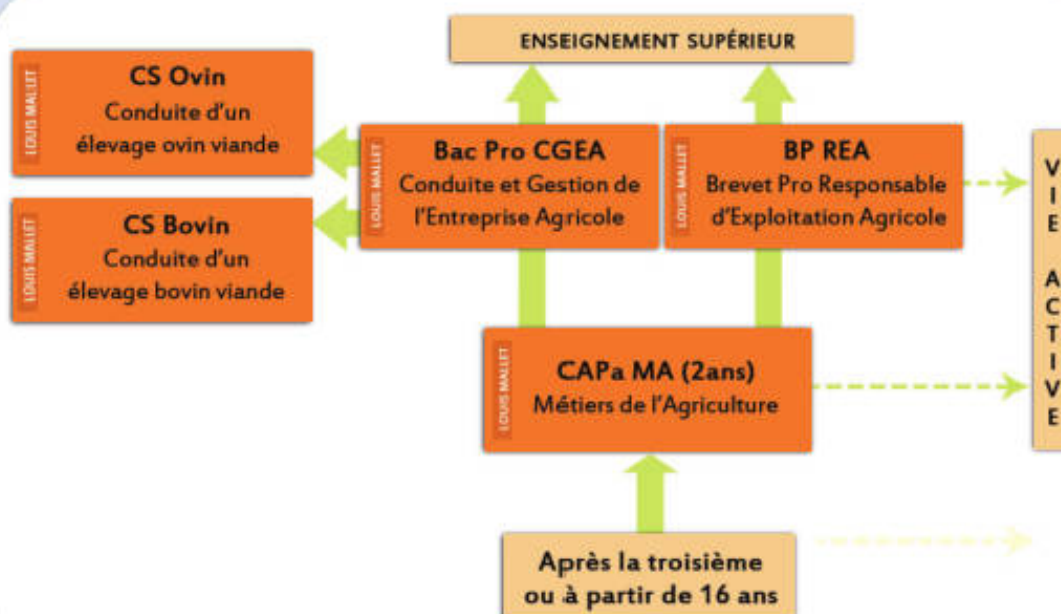 ENSEIGNEMENT SUPÉRIEUR
LOUIS MALLET
CS Ovin
Conduite d'un
élevage ovin viande
LOUIS MALLET
CS Bovin
Conduite d'un
élevage bovin viande
LOUIS MALLET
Bac Pro CGEA
Conduite et Gestion de
l'Entreprise Agricole
LOUIS MALLET
BP REA
Brevet Pro Responsable
d'Exploitation Agricole
VIE ACTIVE
LOUIS MALLET
CAPa MA (2ans)
Métiers de l'Agriculture
Après la troisième
ou à partir de 16 ans